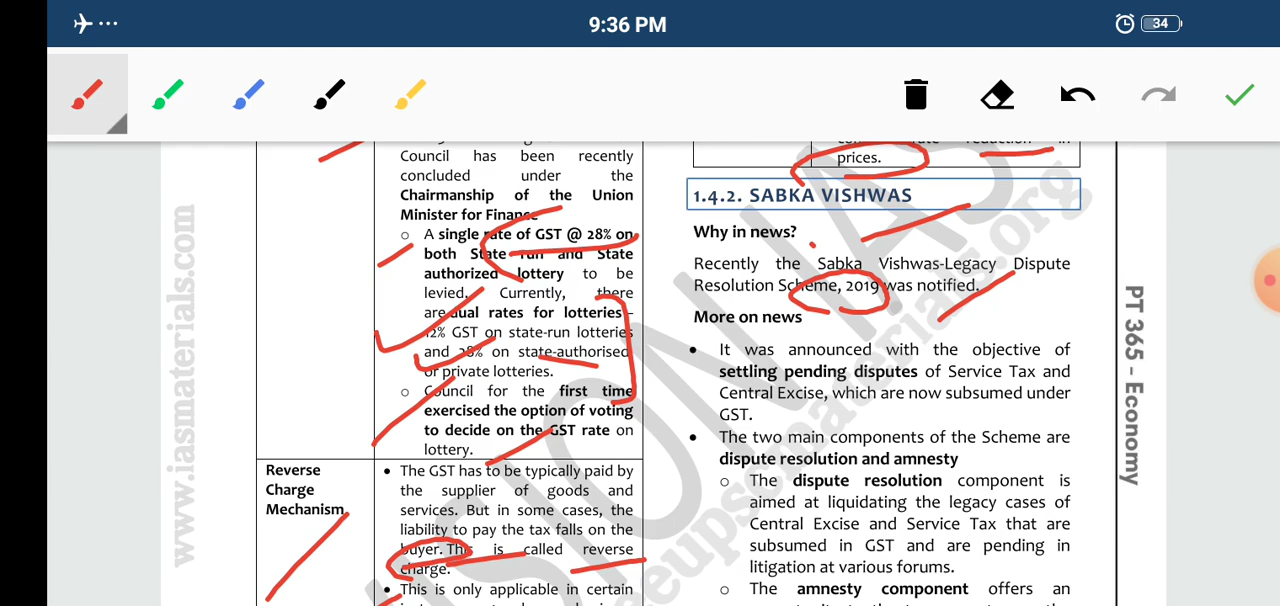 9:36 PM
34
Council has been recently
concluded under the
Chairmanship of the Union
Minister for Finance
o A single rate of GST @ 28% on
both State run and State
authorized lottery to be
levied. Currently, there
are dual rates for lotteries–
12% GST on state-run lotteries
and 28% on state-authorised
or private lotteries.
o Council for the first time
exercised the option of voting
to decide on the GST rate on
lottery.
Reverse
Charge
Mechanism
• The GST has to be typically paid by
the supplier of goods and
services. But in some cases, the
liability to pay the tax falls on the
buyer. This is called reverse
charge.
• This is only applicable in certain
reduction in
prices.
1.4.2. SABKA VISHWAS
Why in news?
Recently the Sabka Vishwas-Legacy Dispute
Resolution Scheme, 2019 was notified.
More on news
• It was announced with the objective of
settling pending disputes of Service Tax and
Central Excise, which are now subsumed under
GST.
• The two main components of the Scheme are
dispute resolution and amnesty
o The dispute resolution component is
aimed at liquidating the legacy cases of
Central Excise and Service Tax that are
subsumed in GST and are pending in
litigation at various forums.
o The amnesty component offers an
PT 365 - Economy
www.iasmaterials.com
VISION IAS